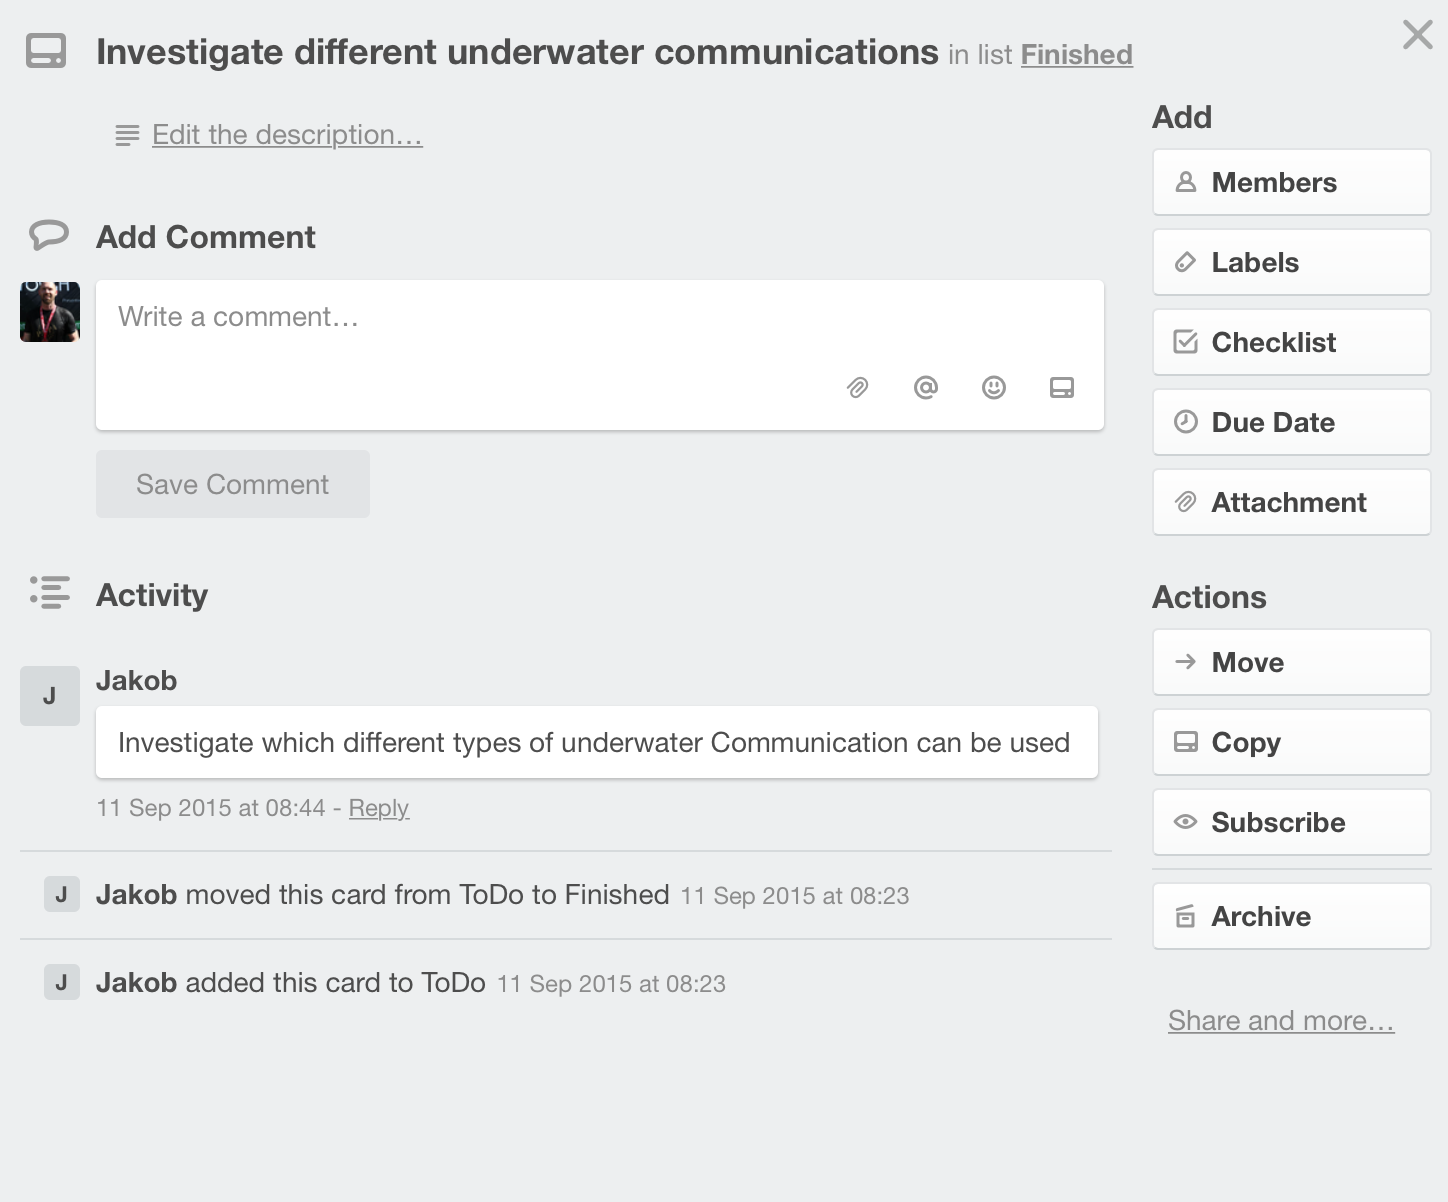 Investigate different underwater communications in list Finished
Edit the description…
Add Comment
Write a comment…
@
Save Comment
Activity
J
Jakob
Investigate which different types of underwater Communication can be used
11 Sep 2015 at 08:44 - Reply
J Jakob moved this card from ToDo to Finished 11 Sep 2015 at 08:23
J Jakob added this card to ToDo 11 Sep 2015 at 08:23
Add
Members
Labels
Checklist
Due Date
Attachment
Actions
Move
Copy
Subscribe
Archive
Share and more…